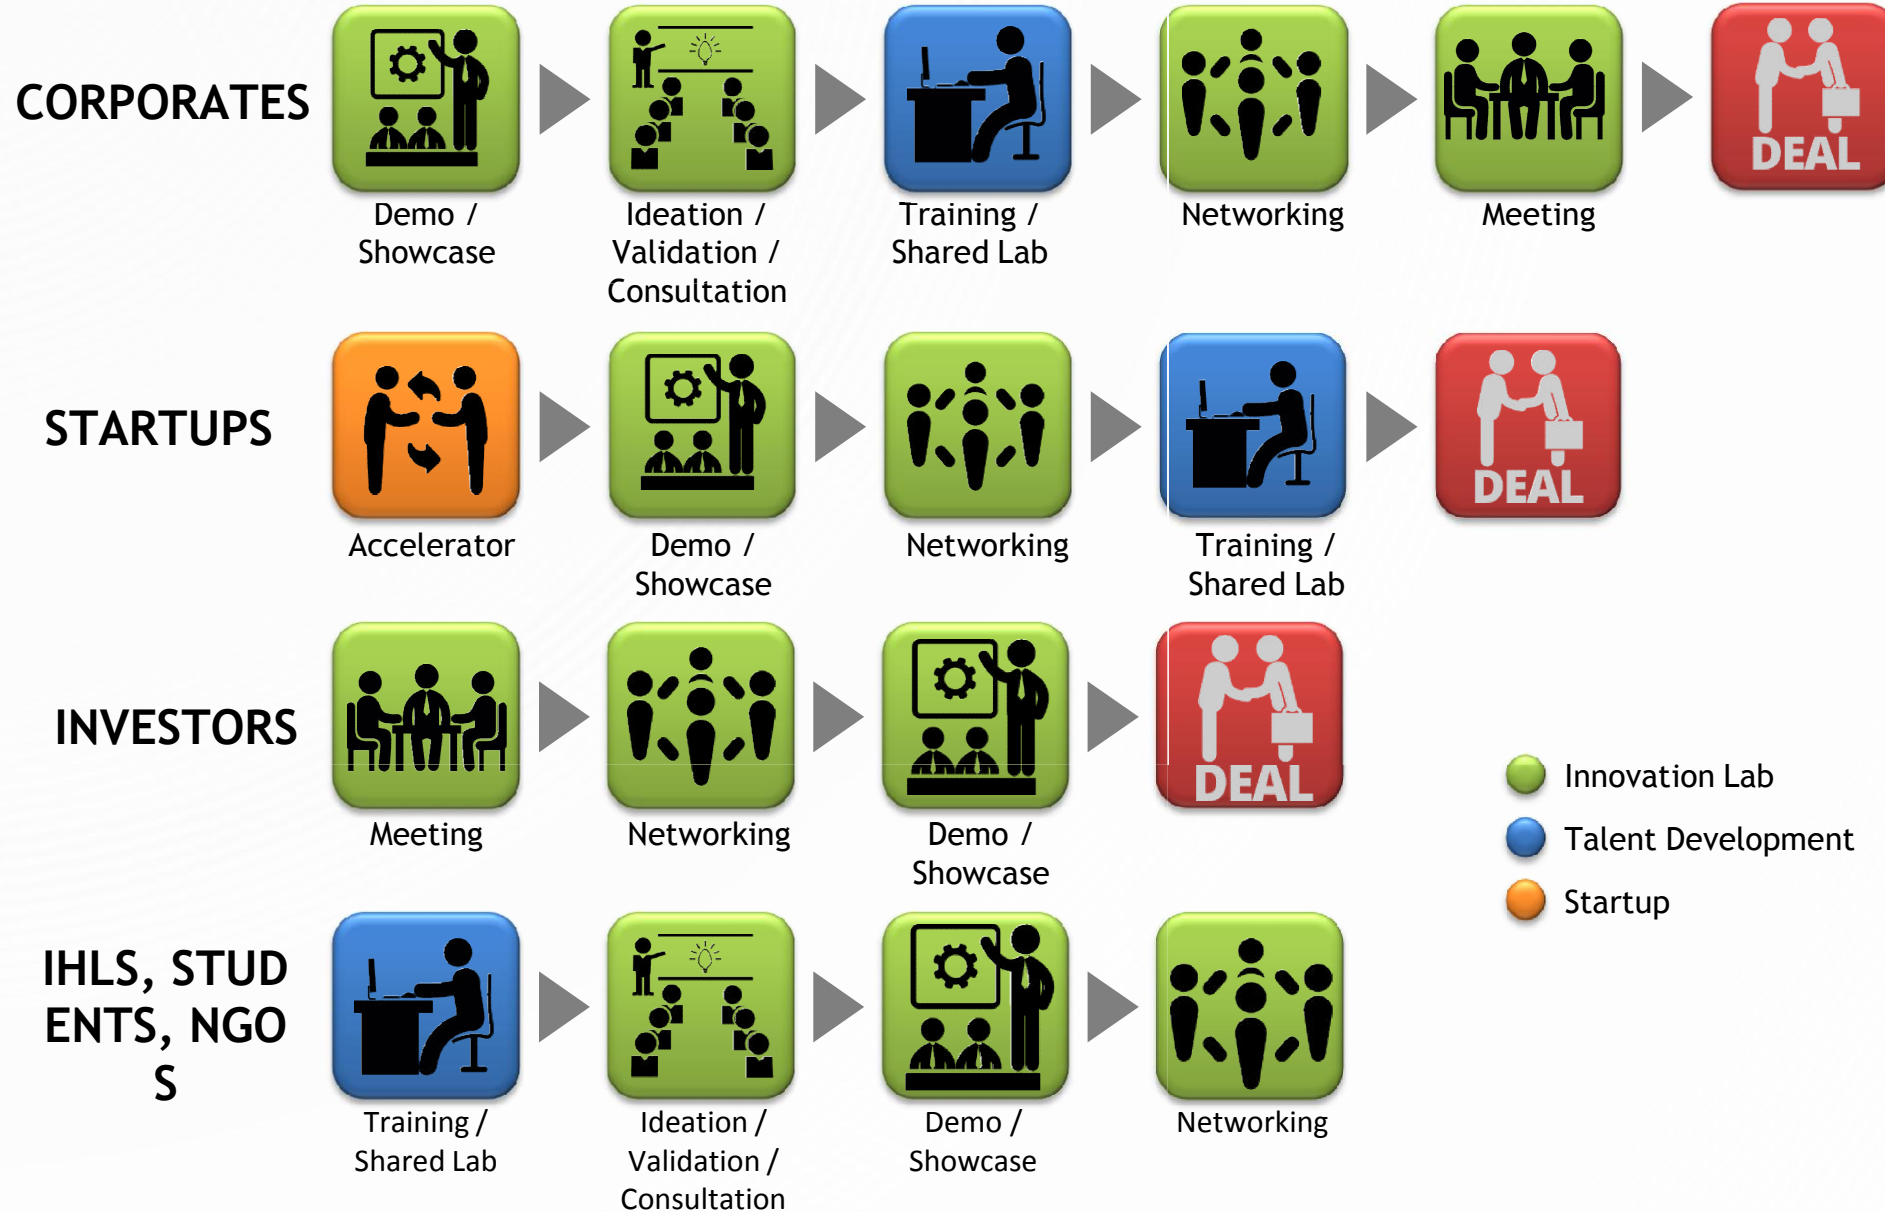 CORPORATES
DEAL
Demo /
Showcase
Ideation /
Validation /
Consultation
Training /
Shared Lab
Networking
Meeting
STARTUPS
DEAL
Accelerator
Demo /
Showcase
Networking
Training /
Shared Lab
INVESTORS
DEAL
Meeting
Networking
Demo /
Showcase
Innovation Lab
Talent Development
Startup
IHLS, STUD
ENTS, NGO
S
Training /
Shared Lab
Ideation /
Validation /
Consultation
Demo /
Showcase
Networking